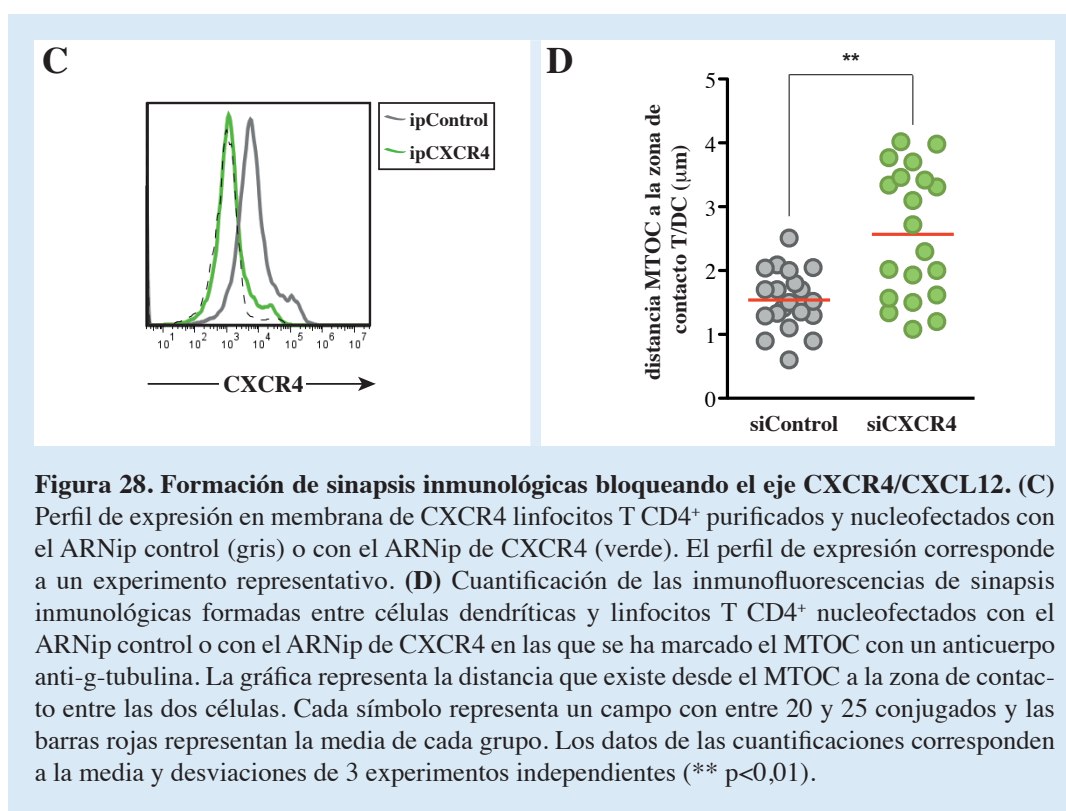 C
ipControl
ipCXCR4
10¹ 10² 10³ 10⁴ 10⁵ 10⁶ 10⁷
CXCR4
D
**
distancia MTOC a la zona de
contacto T/DC (μm)
5
4
3
2
1
0
siControl siCXCR4
Figura 28. Formación de sinapsis inmunológicas bloqueando el eje CXCR4/CXCL12. (C)
Perfil de expresión en membrana de CXCR4 linfocitos T CD4⁺ purificados y nucleofectados con
el ARNip control (gris) o con el ARNip de CXCR4 (verde). El perfil de expresión corresponde
a un experimento representativo. (D) Cuantificación de las inmunofluorescencias de sinapsis
inmunológicas formadas entre células dendríticas y linfocitos T CD4⁺ nucleofectados con el
ARNip control o con el ARNip de CXCR4 en las que se ha marcado el MTOC con un anticuerpo
anti-g-tubulina. La gráfica representa la distancia que existe desde el MTOC a la zona de contac-
to entre las dos células. Cada símbolo representa un campo con entre 20 y 25 conjugados y las
barras rojas representan la media de cada grupo. Los datos de las cuantificaciones corresponden
a la media y desviaciones de 3 experimentos independientes (** p<0,01).